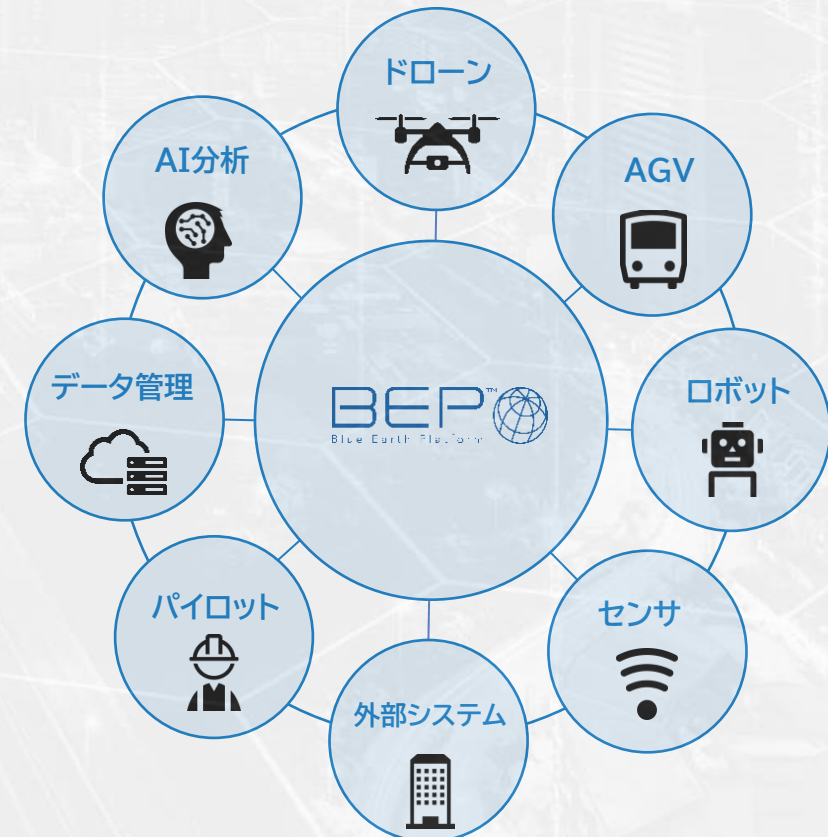 ドローン
AI分析
AGV
データ管理
BEP™
Blue Earth Platform
ロボット
パイロット
センサ
外部システム